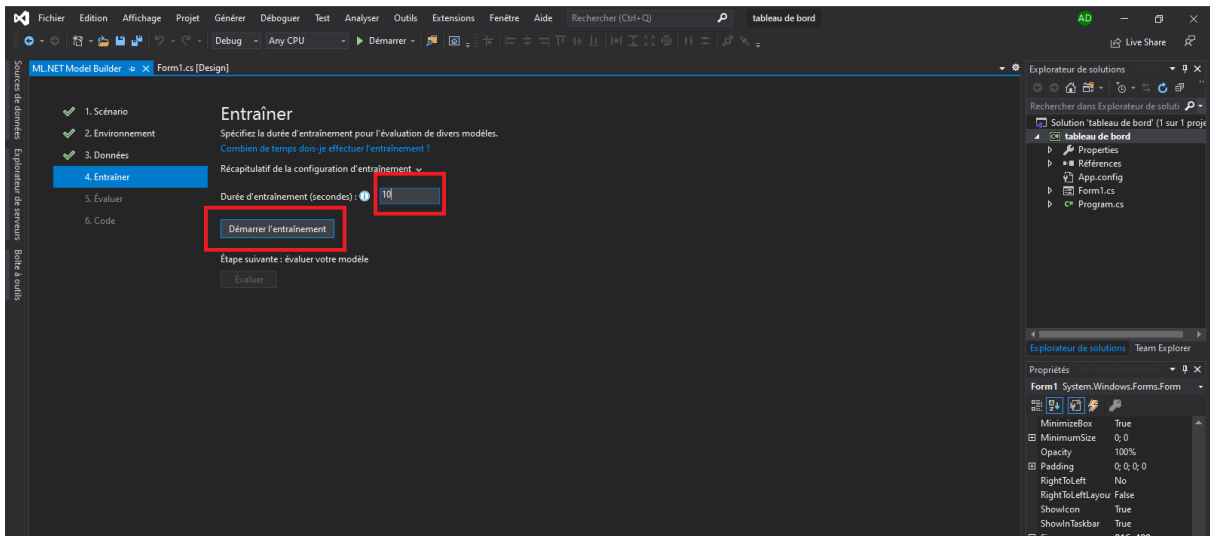 Fichier Edition Affichage Projet Générer Déboguer Test Analyser Outils Extensions Fenêtre Aide Rechercher (Ctrl+Q) tableau de bord AD
Debug Any CPU Démarrer Live Share
Sources de données
Explorateur de serveurs
Boîte à outils
ML.NET Model Builder Form1.cs [Design]
1. Scénario
2. Environnement
3. Données
4. Entraîner
5. Évaluer
6. Code
Entraîner
Spécifiez la durée d'entraînement pour l'évaluation de divers modèles.
Combien de temps dois-je effectuer l'entraînement ?
Récapitulatif de la configuration d'entraînement
Durée d'entraînement (secondes) : 10
Démarrer l'entraînement
Étape suivante : évaluer votre modèle
Évaluer
Explorateur de solutions
Rechercher dans Explorateur de soluti
Solution 'tableau de bord' (1 sur 1 proje
C# tableau de bord
Properties
Références
App.config
Form1.cs
C# Program.cs
Explorateur de solutions Team Explorer
Propriétés
Form1 System.Windows.Forms.Form
MinimizeBox True
MinimumSize 0; 0
Opacity 100%
Padding 0; 0; 0; 0
RightToLeft No
RightToLeftLayou False
ShowIcon True
ShowInTaskbar True